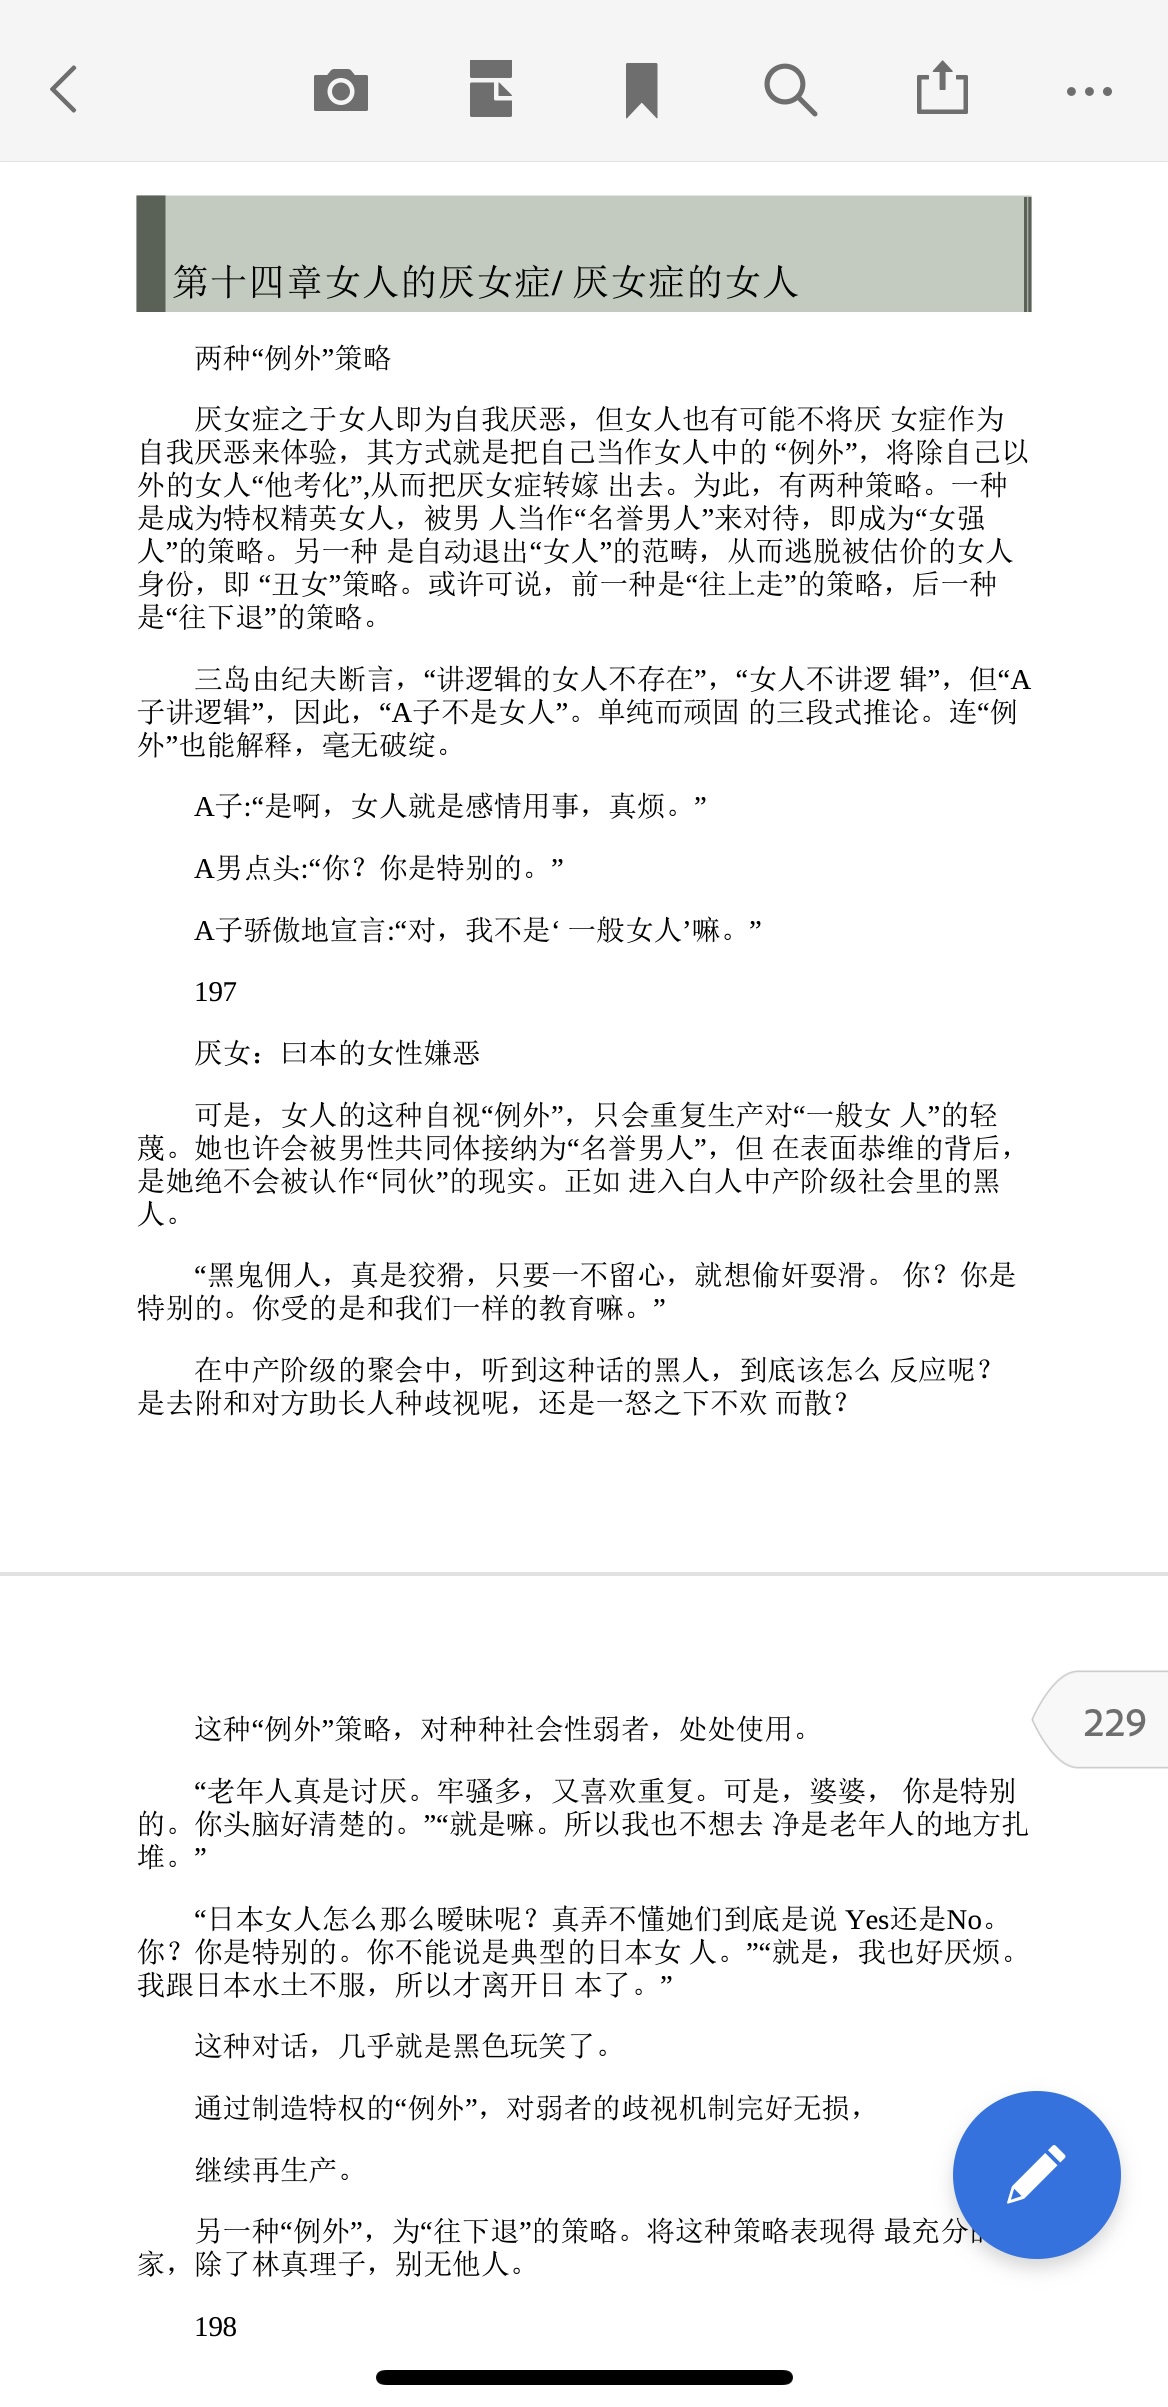 第十四章女人的厌女症/ 厌女症的女人
两种“例外”策略
厌女症之于女人即为自我厌恶，但女人也有可能不将厌 女症作为
自我厌恶来体验，其方式就是把自己当作女人中的 “例外”，将除自己以
外的女人“他考化”,从而把厌女症转嫁 出去。为此，有两种策略。一种
是成为特权精英女人，被男 人当作“名誉男人”来对待，即成为“女强
人”的策略。另一种 是自动退出“女人”的范畴，从而逃脱被估价的女人
身份，即 “丑女”策略。或许可说，前一种是“往上走”的策略，后一种
是“往下退”的策略。
三岛由纪夫断言，“讲逻辑的女人不存在”，“女人不讲逻 辑”，但“A
子讲逻辑”，因此，“A子不是女人”。单纯而顽固 的三段式推论。连“例
外”也能解释，毫无破绽。
A子:“是啊，女人就是感情用事，真烦。”
A男点头:“你？你是特别的。”
A子骄傲地宣言:“对，我不是‘ 一般女人’嘛。”
197
厌女：曰本的女性嫌恶
可是，女人的这种自视“例外”，只会重复生产对“一般女 人”的轻
蔑。她也许会被男性共同体接纳为“名誉男人”，但 在表面恭维的背后，
是她绝不会被认作“同伙”的现实。正如 进入白人中产阶级社会里的黑
人。
“黑鬼佣人，真是狡猾，只要一不留心，就想偷奸耍滑。 你？你是
特别的。你受的是和我们一样的教育嘛。”
在中产阶级的聚会中，听到这种话的黑人，到底该怎么 反应呢？
是去附和对方助长人种歧视呢，还是一怒之下不欢 而散？
229
这种“例外”策略，对种种社会性弱者，处处使用。
“老年人真是讨厌。牢骚多，又喜欢重复。可是，婆婆， 你是特别
的。你头脑好清楚的。”“就是嘛。所以我也不想去 净是老年人的地方扎
堆。”
“日本女人怎么那么暧昧呢？真弄不懂她们到底是说 Yes还是No。
你？你是特别的。你不能说是典型的日本女 人。”“就是，我也好厌烦。
我跟日本水土不服，所以才离开日 本了。”
这种对话，几乎就是黑色玩笑了。
通过制造特权的“例外”，对弱者的歧视机制完好无损，
继续再生产。
另一种“例外”，为“往下退”的策略。将这种策略表现得 最充分
家，除了林真理子，别无他人。
198